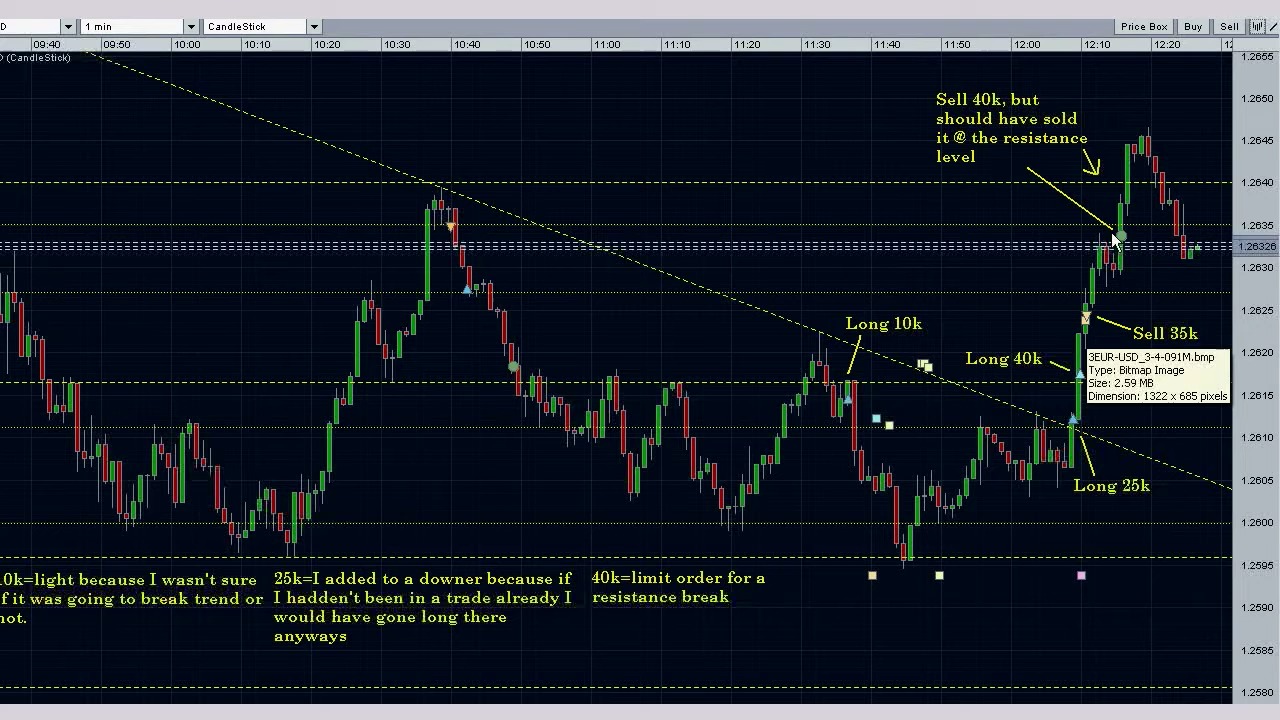 D 1 min CandleStick Price Box Buy Sell
09:40 09:50 10:00 10:10 10:20 10:30 10:40 10:50 11:00 11:10 11:20 11:30 11:40 11:50 12:00 12:10 12:20
(CandleStick)
1.2665
1.2650
1.2645
1.2640
1.2635
1.26326
1.2630
1.2625
1.2620
1.2615
1.2610
1.2605
1.2600
1.2595
1.2590
1.2585
1.2580
Sell 40k, but
should have sold
it @ the resistance
level
Long 10k
Sell 35k
Long 40k
3EUR-USD_3-4-091M.bmp
Type: Bitmap Image
Size: 2.59 MB
Dimension: 1322 x 685 pixels
Long 25k
0k=light because I wasn't sure
f it was going to break trend or
not.
25k=I added to a downer because if
I hadden't been in a trade already I
would have gone long there
anyways
40k=limit order for a
resistance break